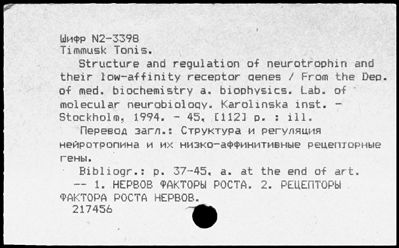 Шифр N2-3398
Timmusk Tonis.
Structure and regulation of neurotrophin and
their low-affinity receptor genes / From the Dep.
of med. biochemistry a. biophysics. Lab. of
molecular neurobiology. Karolinska inst. -
Stockholm, 1994. - 45, [112] p. : ill.
Перевод загл.: Структура и регуляция
нейротропина и их низко-аффинитивные рецепторные
гены.
Bibliogr.: p. 37-45, a. at the end of art.
-- 1. НЕРВОВ ФАКТОРЫ РОСТА. 2. РЕЦЕПТОРЫ
ФАКТОРА РОСТА НЕРВОВ.
217456